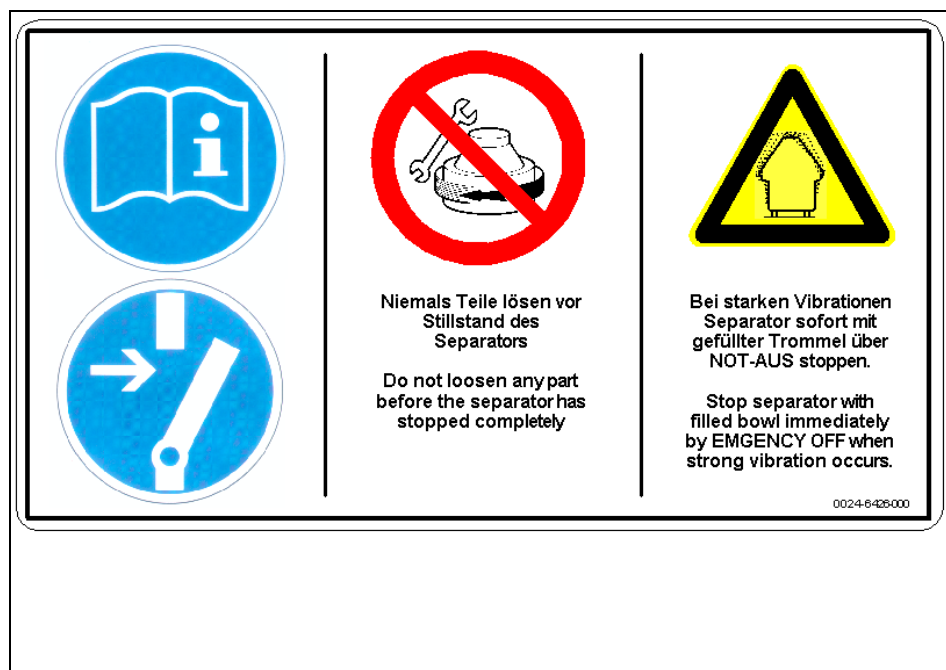 Niemals Teile lösen vor
Stillstand des
Separators
Do not loosen any part
before the separator has
stopped completely
Bei starken Vibrationen
Separator sofort mit
gefüllter Trommel über
NOT-AUS stoppen.
Stop separator with
filled bowl immediately
by EMGENCY OFF when
strong vibration occurs.
0024-6426-000